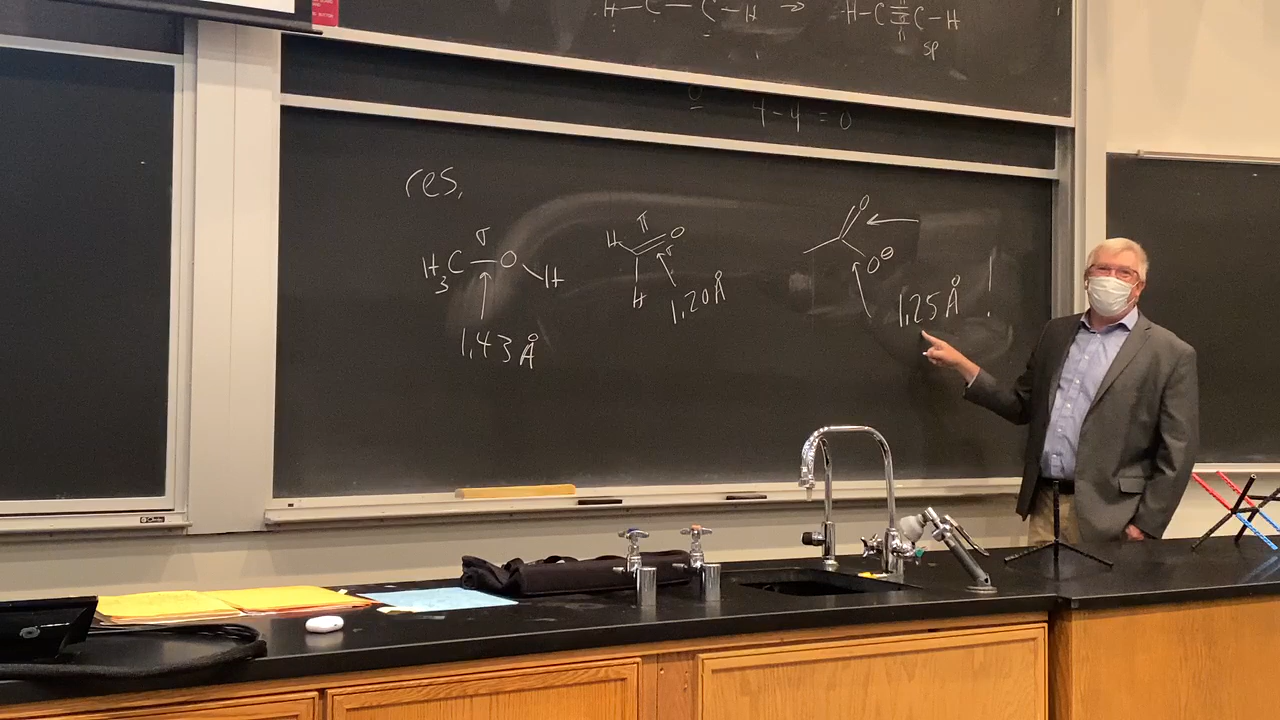 H–C–C–H → H–C≡C–H
sp
4-4=0
res.
σ
H₃C–O–H
1.43Å
π
H O
σ
H
1.20Å
O
O⊖
1.25Å !